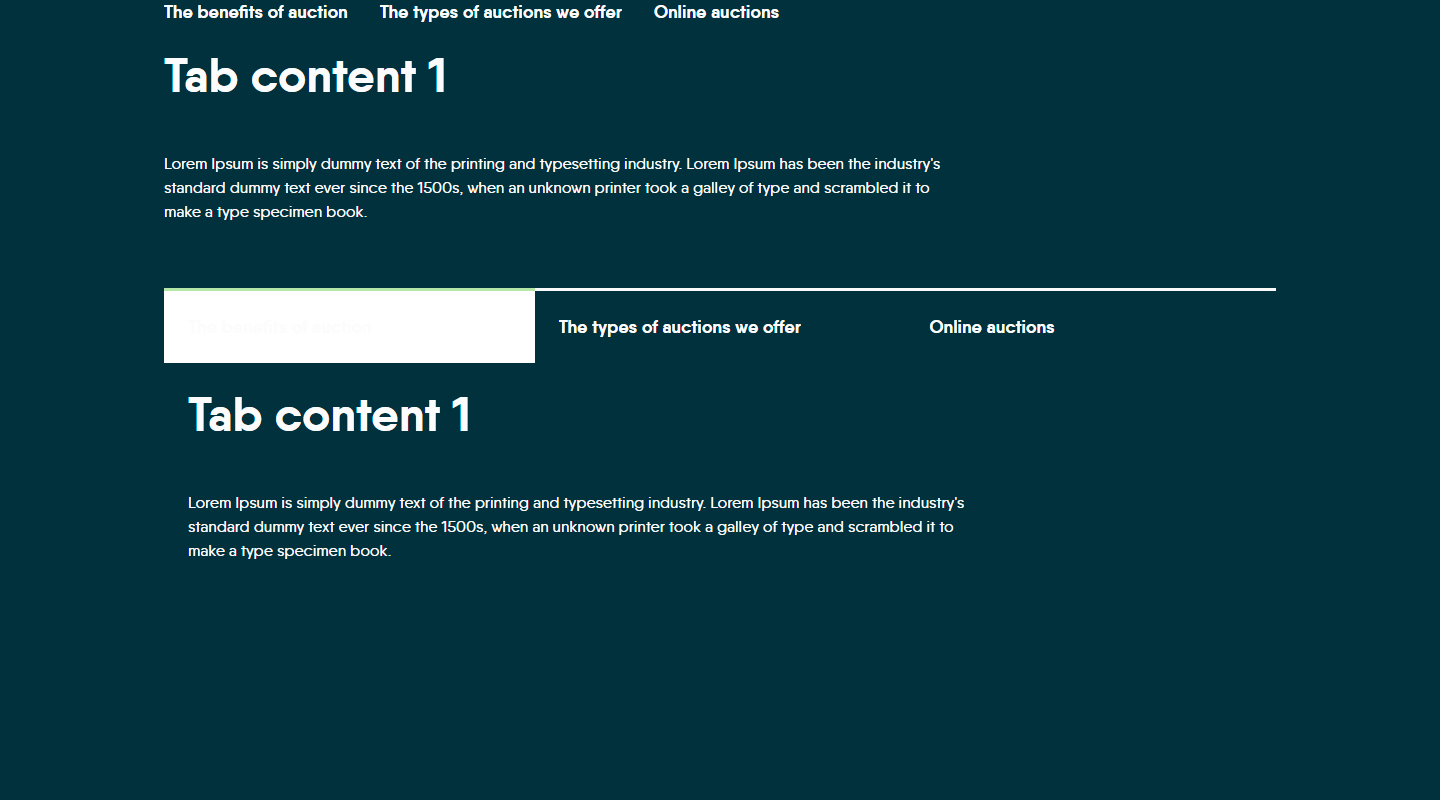 The benefits of auction The types of auctions we offer Online auctions
Tab content 1
Lorem Ipsum is simply dummy text of the printing and typesetting industry. Lorem Ipsum has been the industry's
standard dummy text ever since the 1500s, when an unknown printer took a galley of type and scrambled it to
make a type specimen book.
The benefits of auction The types of auctions we offer Online auctions
Tab content 1
Lorem Ipsum is simply dummy text of the printing and typesetting industry. Lorem Ipsum has been the industry's
standard dummy text ever since the 1500s, when an unknown printer took a galley of type and scrambled it to
make a type specimen book.